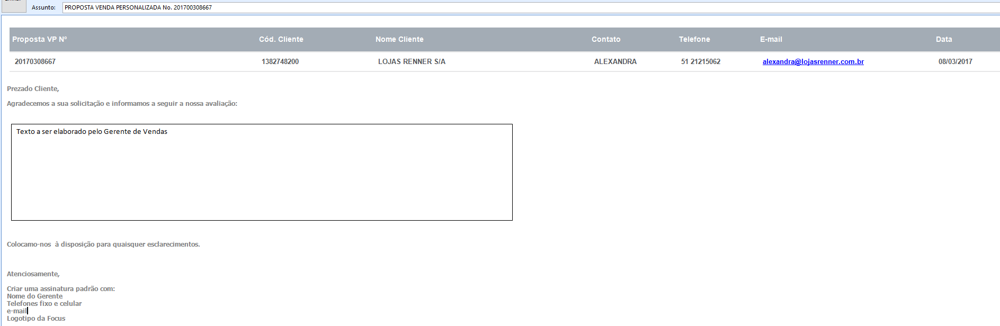 Assunto: PROPOSTA VENDA PERSONALIZADA No. 201700308667
Proposta VP Nº Cód. Cliente Nome Cliente Contato Telefone E-mail Data
20170308667 1382748200 LOJAS RENNER S/A ALEXANDRA 51 21215062 alexandra@lojasrenner.com.br 08/03/2017
Prezado Cliente,
Agradecemos a sua solicitação e informamos a seguir a nossa avaliação:
Texto a ser elaborado pelo Gerente de Vendas
Colocamo-nos  à disposição para quaisquer esclarecimentos.
Atenciosamente,
Criar uma assinatura padrão com:
Nome do Gerente
Telefones fixo e celular
e-mail
Logotipo da Focus